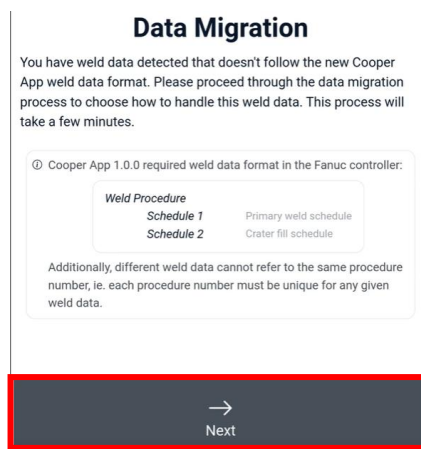 Data Migration
You have weld data detected that doesn't follow the new Cooper
App weld data format. Please proceed through the data migration
process to choose how to handle this weld data. This process will
take a few minutes.
Cooper App 1.0.0 required weld data format in the Fanuc controller:
Weld Procedure
Schedule 1 Primary weld schedule
Schedule 2 Crater fill schedule
Additionally, different weld data cannot refer to the same procedure
number, ie. each procedure number must be unique for any given
weld data.
Next